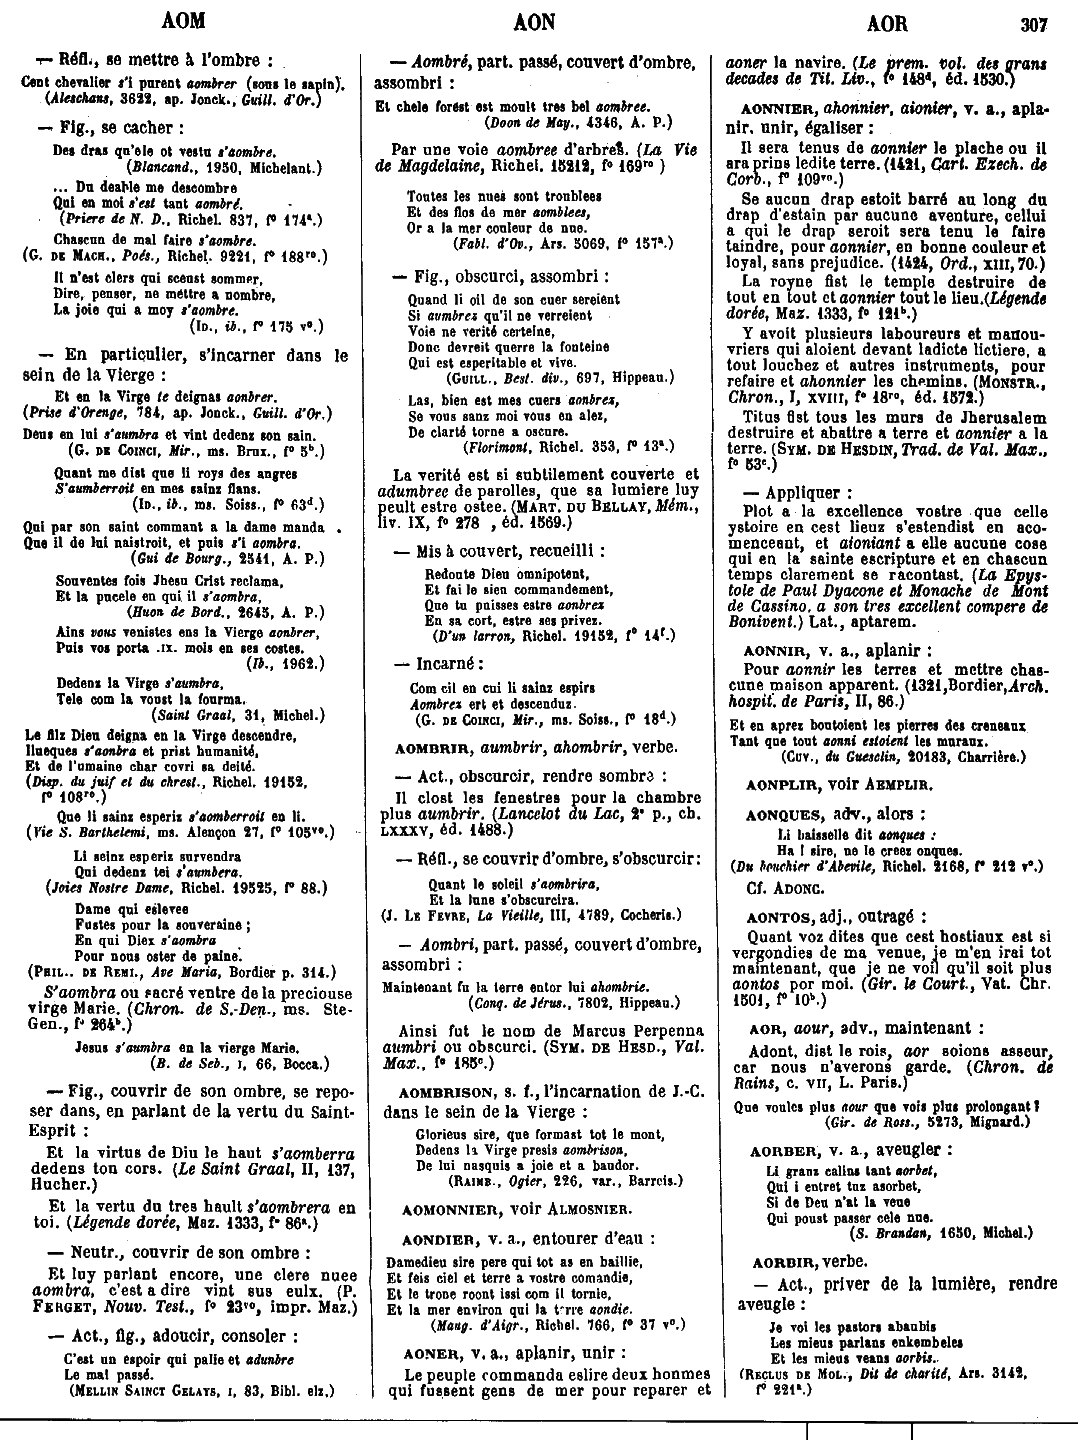 AOM
AON
AOR
307
— Réfl., se mettre à l'ombre :
Cent chevalier s'i purent aombrer (sous le sapin).
(Aleschans, 3622, ap. Jonck., Guill. d'Or.)
— Fig., se cacher :
Des dras qu'ele ot vestu s'aombre.
(Blancand., 1950, Michelant.)
... Du deable me descombre
Qui en moi s'est tant aombré.
(Priere de N. D., Richel. 837, f° 174ª.)
Chascun de mal faire s'aombre.
(G. DE MACH., Poés., Richel. 9221, f° 188ro.)
Il n'est clers qui sceust sommer,
Dire, penser, ne mettre a nombre,
La joie qui a moy s'aombre.
(ID., ib., f° 175 v°.)
— En particulier, s'incarner dans le
sein de la Vierge :
Et en la Virge te deignas aonbrer.
(Prise d'Orenge, 784, ap. Jonck., Guill. d'Or.)
Deus en lui s'aumbra et vint dedenz son sain.
(G. DE COINCI, Mir., ms. Brux., f° 5b.)
Quant me dist que li roys des angres
S'aumberroit en mes sainz flans.
(ID., ib., ms. Soiss., f° 63d.)
Qui par son saint commant a la dame manda
Que il de lui naistroit, et puis s'i aombra.
(Gui de Bourg., 2541, A. P.)
Souventes fois Jhesu Crist reclama,
Et la pucele en qui il s'aombra,
(Huon de Bord., 2645, A. P.)
Ains vous venistes ens la Vierge aonbrer,
Puis vos porta .IX. mois en ses costes.
(Ib., 1962.)
Dedenz la Virge s'aumbra,
Tele com la voust la fourma.
(Saint Graal, 31, Michel.)
Le filz Dieu deigna en la Virge descendre,
Ilueques s'aonbra et prist humanité,
Et de l'umaine char covri sa deité.
(Disp. du juif et du chrest., Richel. 19152,
f° 108ro.)
Que li sainz esperiz s'aomberroit en li.
(Vie S. Barthelemi, ms. Alençon 27, f° 105vo.)
Li seinz esperiz survendra
Qui dedenz tei s'aumbera.
(Joies Nostre Dame, Richel. 19525, f° 88.)
Dame qui eslevee
Fustes pour la souveraine ;
En qui Diex s'aombra
Pour nous oster de paine.
(PHIL.. DE REMI., Ave Maria, Bordier p. 314.)
S'aombra ou sacré ventre de la precieuse
virge Marie. (Chron. de S.-Den., ms. Ste-
Gen., f° 264b.)
Jesus s'aumbra en la vierge Marie.
(B. de Seb., I, 66, Bocca.)
— Fig., couvrir de son ombre, se repo-
ser dans, en parlant de la vertu du Saint-
Esprit :
Et la virtus de Diu le haut s'aomberra
dedens ton cors. (Le Saint Graal, II, 137,
Hucher.)
Et la vertu du tres hault s'aombrera en
toi. (Légende dorée, Maz. 1333, f° 86ª.)
— Neutr., couvrir de son ombre :
Et luy parlant encore, une clere nuee
aombra, c'est a dire vint sus eulx. (P.
FERGET, Nouv. Test., f° 23vo, impr. Maz.)
— Act., fig., adoucir, consoler :
C'est un espoir qui palie et adunbre
Le mal passé.
(MELLIN SAINCT GELAYS, I, 83, Bibl. elz.)
— Aombré, part. passé, couvert d'ombre,
assombri :
Et chele forest est moult tres bel aombree.
(Doon de May., 4346, A. P.)
Par une voie aombree d'arbres. (La Vie
de Magdelaine, Richel. 15212, f° 169ro )
Toutes les nues sont troublees
Et des flos de mer aomblees,
Or a la mer couleur de nue.
(Fabl. d'Ov., Ars. 5069, f° 157ª.)
— Fig., obscurci, assombri :
Quand li oil de son cuer sereient
Si aumbrez qu'il ne verreient
Voie ne verité certeine,
Donc devreit querre la fonteine
Qui est esperitable et vive.
(GUILL., Best. div., 697, Hippeau.)
Las, bien est mes cuers aonbrez,
Se vous sanz moi vous en alez,
De clarté torne a oscure.
(Florimont, Richel. 353, f° 13ª.)
La verité est si subtilement couverte et
adumbree de parolles, que sa lumiere luy
peult estre ostee. (MART. DU BELLAY, Mém.,
liv. IX, f° 278 , éd. 1569.)
— Mis à couvert, recueilli :
Redoute Dieu omnipotent,
Et fai le sien commandement,
Que tu puisses estre aonbrez
En sa cort, estre ses privez.
(D'un larron, Richel. 19152, f° 14f.)
— Incarné :
Com cil en cui li sainz espirs
Aombrez ert et descenduz.
(G. DE COINCI, Mir., ms. Soiss., f° 18d.)
AOMBRIR, aumbrir, ahombrir, verbe.
— Act., obscurcir, rendre sombre :
Il clost les fenestres pour la chambre
plus aumbrir. (Lancelot du Lac, 2e p., ch.
LXXXV, éd. 1488.)
— Réfl., se couvrir d'ombre, s'obscurcir:
Quant le soleil s'aombrira,
Et la lune s'obscurcira.
(J. LE FEVRE, La Vieille, III, 4789, Cocheris.)
— Aombri, part. passé, couvert d'ombre,
assombri :
Maintenant fu la terre entor lui ahombrie.
(Conq. de Jérus., 7802, Hippeau.)
Ainsi fut le nom de Marcus Perpenna
aumbri ou obscurci. (SYM. DE HESD., Val.
Max., f° 185c.)
AOMBRISON, s. f., l'incarnation de J.-C.
dans le sein de la Vierge :
Glorieus sire, que formast tot le mont,
Dedens la Virge presis aombrison,
De lui nasquis a joie et a baudor.
(RAIMB., Ogier, 226, var., Barrois.)
AOMONNIER, voir ALMOSNIER.
AONDIER, v. a., entourer d'eau :
Damedieu sire pere qui tot as en baillie,
Et feis ciel et terre a vostre comandie,
Et le trone roont issi com il tornie,
Et la mer environ qui la terre aondie.
(Maug. d'Aigr., Richel. 766, f° 37 v°.)
AONER, v. a., aplanir, unir :
Le peuple commanda eslire deux honmes
qui fussent gens de mer pour reparer et
aoner la navire. (Le prem. vol. des grans
decades de Tit. Liv., f° 148d, éd. 1530.)
AONNIER, ahonnier, aionier, v. a., apla-
nir, unir, égaliser :
Il sera tenus de aonnier le plache ou il
ara prins ledite terre. (1421, Cart. Ezech. de
Corb., f° 109ro.)
Se aucun drap estoit barré au long du
drap d'estain par aucune aventure, cellui
a qui le drap seroit sera tenu le faire
taindre, pour aonnier, en bonne couleur et
loyal, sans prejudice. (1424, Ord., XIII, 70.)
La royne fist le temple destruire de
tout en tout et aonnier tout le lieu.(Légende
dorée, Maz. 1333, f° 121b.)
Y avoit plusieurs laboureurs et manou-
vriers qui aloient devant ladicte lictiere, a
tout louchez et autres instruments, pour
refaire et ahonnier les chemins. (MONSTR.,
Chron., I, XVIII, f° 18ro, éd. 1572.)
Titus fist tous les murs de Jherusalem
destruire et abattre a terre et aonnier a la
terre. (SYM. DE HESDIN, Trad. de Val. Max.,
f° 53c.)
— Appliquer :
Plot a la excellence vostre que celle
ystoire en cest lieuz s'estendist en aco-
menceant, et aioniant a elle aucune cose
qui en la sainte escripture et en chascun
temps clarement se racontast. (La Epys-
tole de Paul Dyacone et Monache de Mont
de Cassino, a son tres excellent compere de
Bonivent.) Lat., aptarem.
AONNIR, v. a., aplanir :
Pour aonnir les terres et mettre chas-
cune maison apparent. (1321, Bordier, Arch.
hospit. de Paris, II, 86.)
Et en aprez boutoient les pierres des creneaux
Tant que tout aonni estoient les muraux.
(CUV., du Guesclin, 20183, Charrière.)
AONPLIR, voir AEMPLIR.
AONQUES, adv., alors :
Li baisselle dit aonques :
Ha ! sire, ne le creez onques.
(Du bouchier d'Abevile, Richel. 2168, f° 212 v°.)
Cf. ADONC.
AONTOS, adj., outragé :
Quant voz dites que cest hostiaux est si
vergondies de ma venue, je m'en irai tot
maintenant, que je ne voil qu'il soit plus
aontos por moi. (Gir. le Court., Vat. Chr.
1501, f° 10b.)
AOR, aour, adv., maintenant :
Adont, dist le rois, aor soions asseur,
car nous n'averons garde. (Chron. de
Rains, c. VII, L. Paris.)
Que voules plus aour que vois plus prolongant ?
(Gir. de Ross., 5273, Mignard.)
AORBER, v. a., aveugler :
Li granz calins tant aorbet,
Qui i entret tuz asorbet,
Si de Deu n'at la veue
Qui poust passer cele nue.
(S. Brandan, 1650, Michel.)
AORBIR, verbe.
— Act., priver de la lumière, rendre
aveugle :
Je voi les pastors abaubis
Les mieus parlans enkembeles
Et les mieus veans aorbis.
(RECLUS DE MOL., Dit de charité, Ars. 3142,
f° 221ª.)